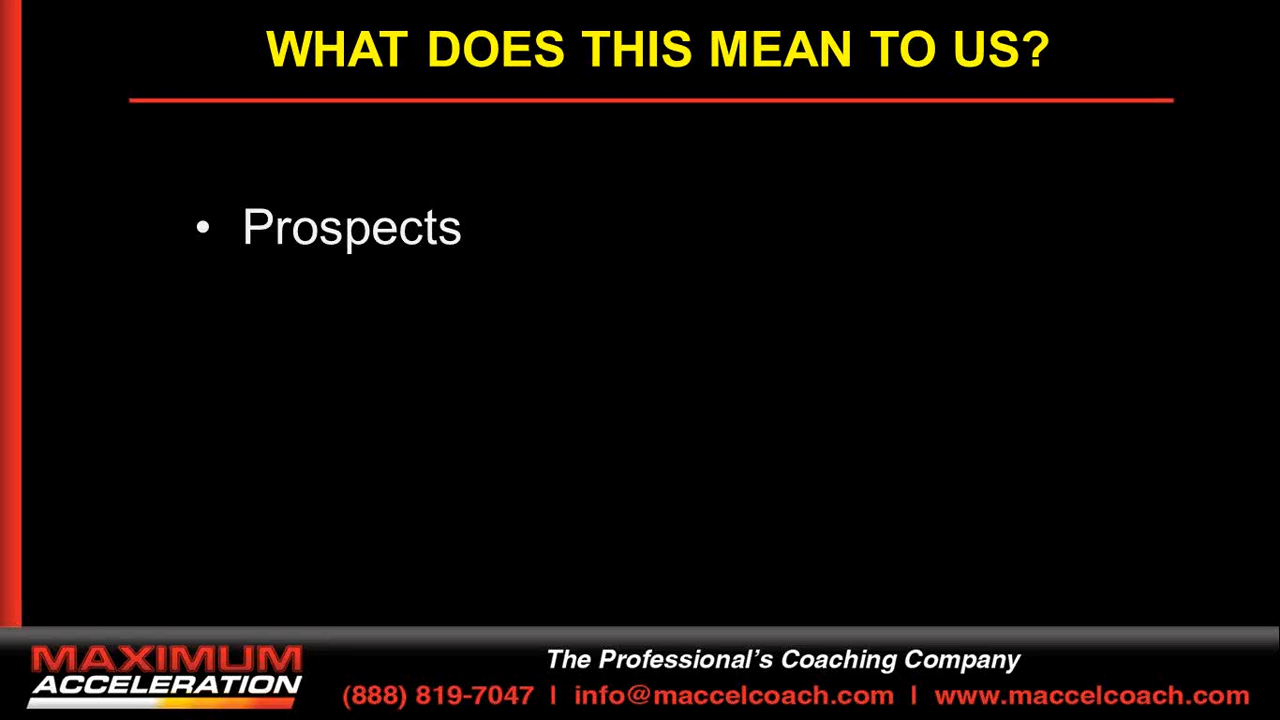 WHAT DOES THIS MEAN TO US?
• Prospects
MAXIMUM
ACCELERATION
The Professional's Coaching Company
(888) 819-7047 | info@maccelcoach.com | www.maccelcoach.com